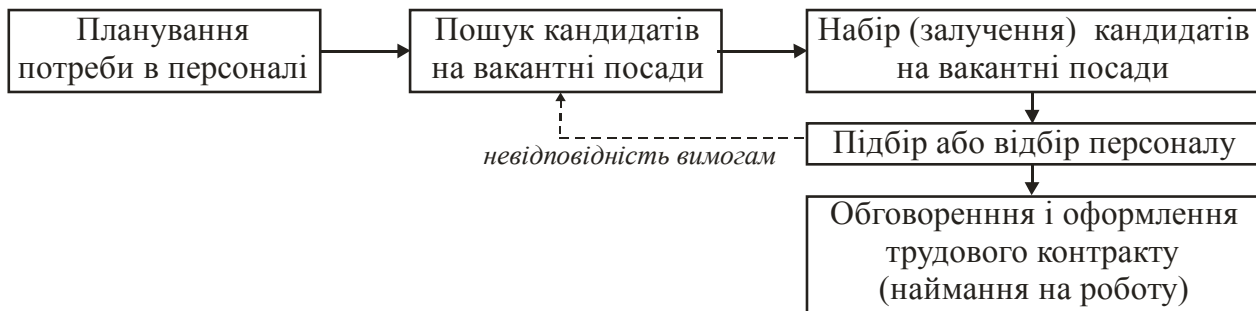 Планування
потреби в персоналі
Пошук кандидатів
на вакантні посади
Набір (залучення) кандидатів
на вакантні посади
невідповідність вимогам
Підбір або відбір персоналу
Обговоренння і оформлення
трудового контракту
(наймання на роботу)